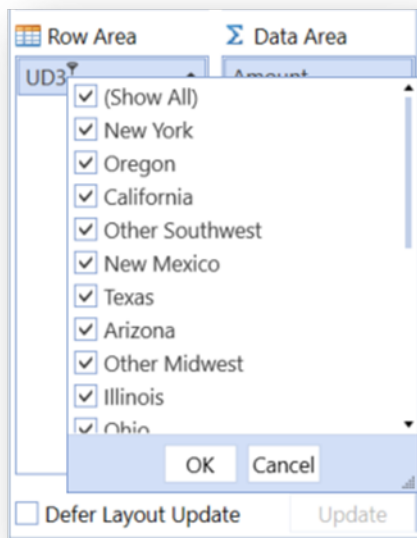 Row Area
Σ Data Area
UD3
Amount
(Show All)
New York
Oregon
California
Other Southwest
New Mexico
Texas
Arizona
Other Midwest
Illinois
Ohio
OK
Cancel
Defer Layout Update
Update